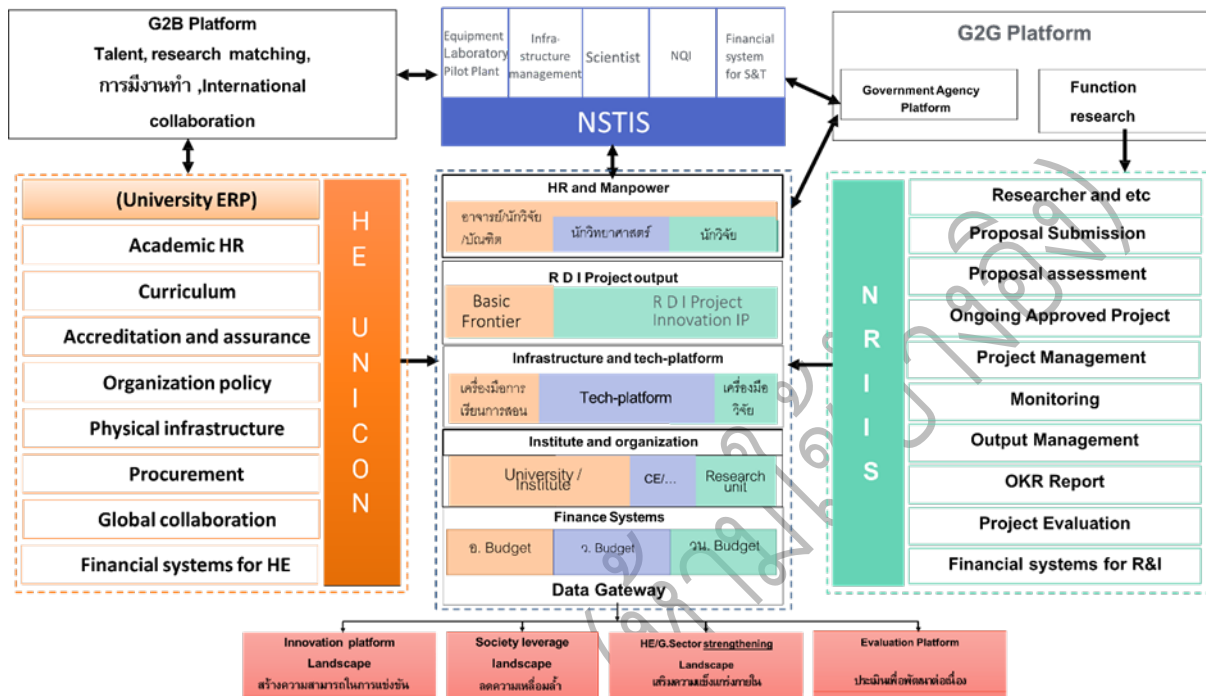 G2B Platform
Talent, research matching,
การมีงานทำ ,International
collaboration
Equipment
Laboratory
Pilot Plant
Infra-
structure
management
Scientist
NQI
Financial
system
for S&T
NSTIS
G2G Platform
Government Agency
Platform
Function
research
(University ERP)
Academic HR
Curriculum
Accreditation and assurance
Organization policy
Physical infrastructure
Procurement
Global collaboration
Financial systems for HE
HE UNICON
HR and Manpower
อาจารย์/นักวิจัย
/บัณฑิต
นักวิทยาศาสตร์
นักวิจัย
R D I Project output
Basic
Frontier
R D I Project
Innovation IP
Infrastructure and tech-platform
เครื่องมือการ
เรียนการสอน
Tech-platform
เครื่องมือ
วิจัย
Institute and organization
University /
Institute
CE/...
Research
unit
Finance Systems
อ. Budget
ว. Budget
วน. Budget
Data Gateway
NRIIS
Researcher and etc
Proposal Submission
Proposal assessment
Ongoing Approved Project
Project Management
Monitoring
Output Management
OKR Report
Project Evaluation
Financial systems for R&I
Innovation platform
Landscape
สร้างความสามารถในการแข่งขัน
Society leverage
landscape
ลดความเหลื่อมล้ำ
HE/G.Sector strengthening
Landscape
เสริมความแข็งแกร่งภายใน
Evaluation Platform
ประเมินเพื่อพัฒนาต่อเนื่อง
(ห้ามใช้อ้างอิง)